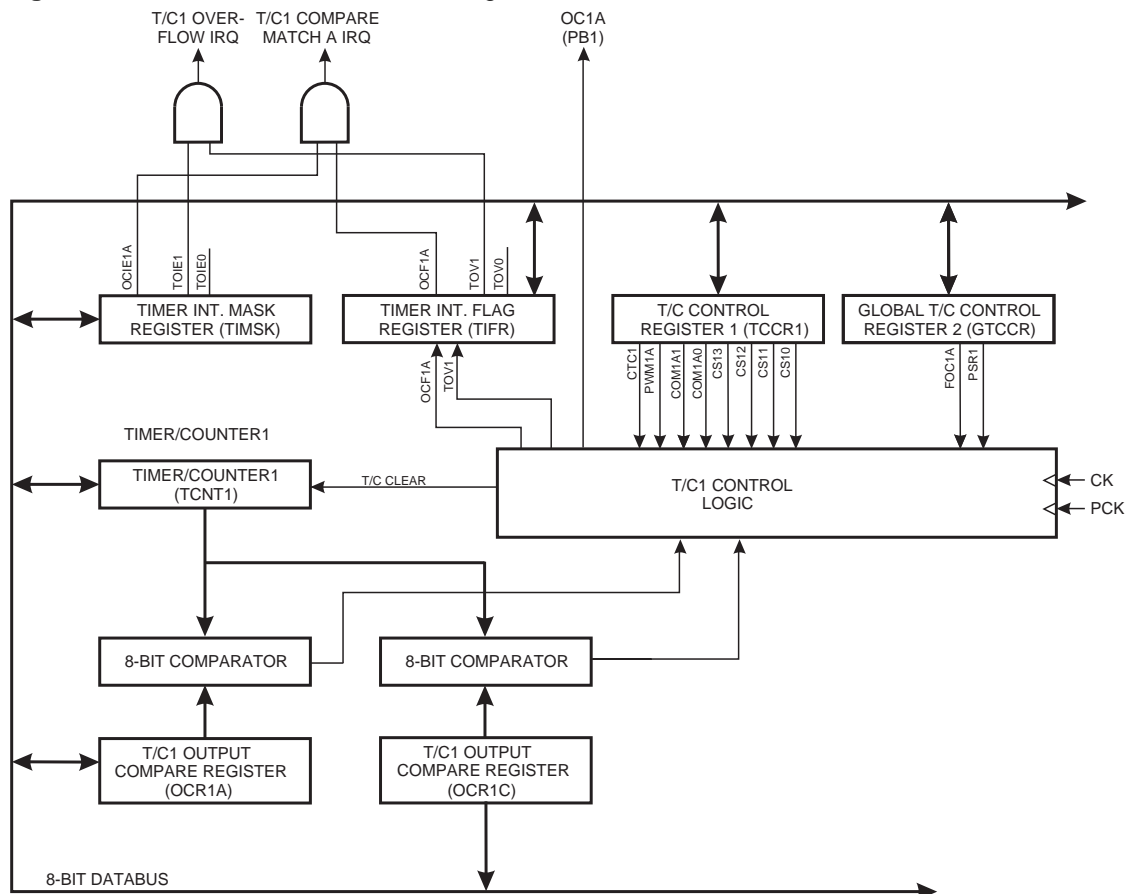 T/C1 OVER-
FLOW IRQ
T/C1 COMPARE
MATCH A IRQ
OC1A
(PB1)
OCIE1A
TOIE1
TOIE0
OCF1A
TOV1
TOV0
TIMER INT. MASK
REGISTER (TIMSK)
TIMER INT. FLAG
REGISTER (TIFR)
T/C CONTROL
REGISTER 1 (TCCR1)
GLOBAL T/C CONTROL
REGISTER 2 (GTCCR)
OCF1A
TOV1
CTC1
PWM1A
COM1A1
COM1A0
CS13
CS12
CS11
CS10
FOC1A
PSR1
TIMER/COUNTER1
TIMER/COUNTER1
(TCNT1)
T/C CLEAR
T/C1 CONTROL
LOGIC
CK
PCK
8-BIT COMPARATOR
8-BIT COMPARATOR
T/C1 OUTPUT
COMPARE REGISTER
(OCR1A)
T/C1 OUTPUT
COMPARE REGISTER
(OCR1C)
8-BIT DATABUS